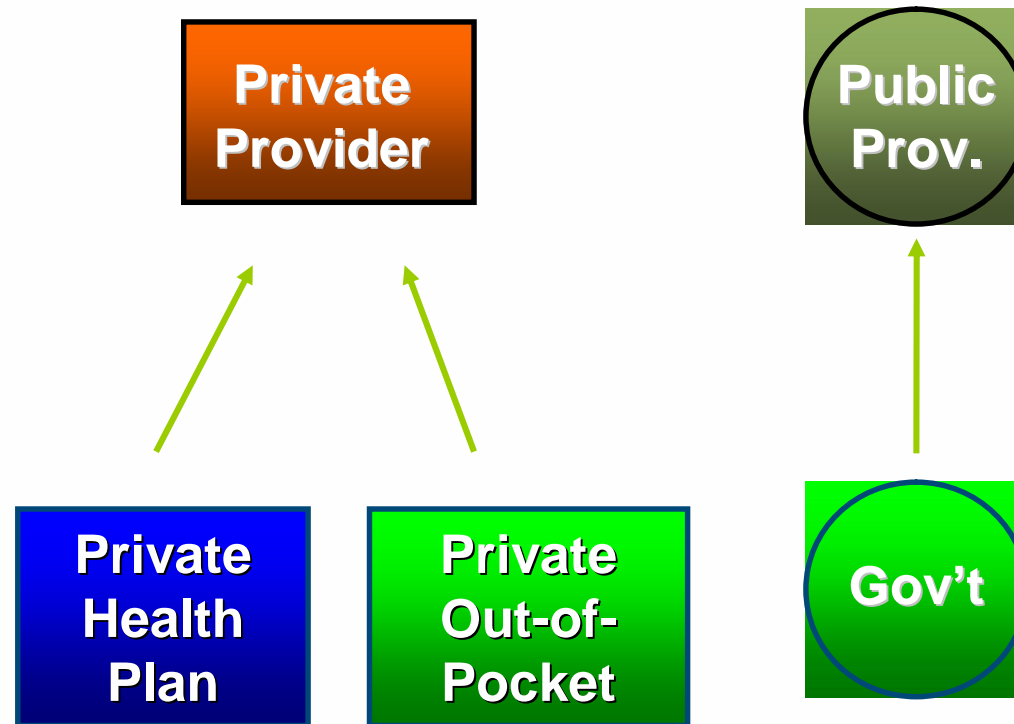 Private
Provider
Public
Prov.
Private
Health
Plan
Private
Out-of-
Pocket
Gov’t